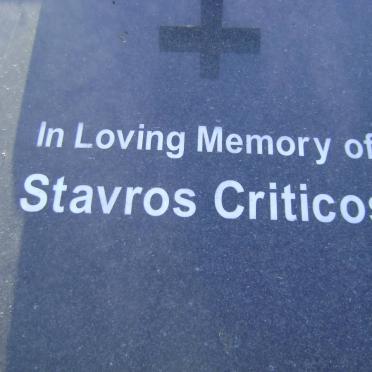 In Loving Memory of
Stavros Criticos